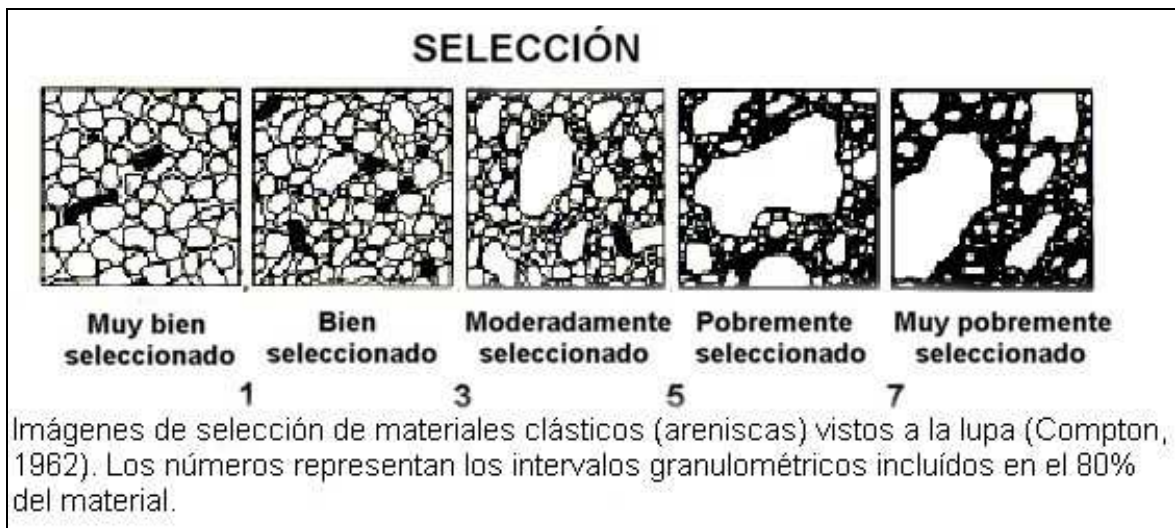 SELECCIÓN
Muy bien seleccionado
Bien seleccionado
Moderadamente seleccionado
Pobremente seleccionado
Muy pobremente seleccionado
1 3 5 7
Imágenes de selección de materiales clásticos (areniscas) vistos a la lupa (Compton,
1962). Los números representan los intervalos granulométricos incluídos en el 80%
del material.